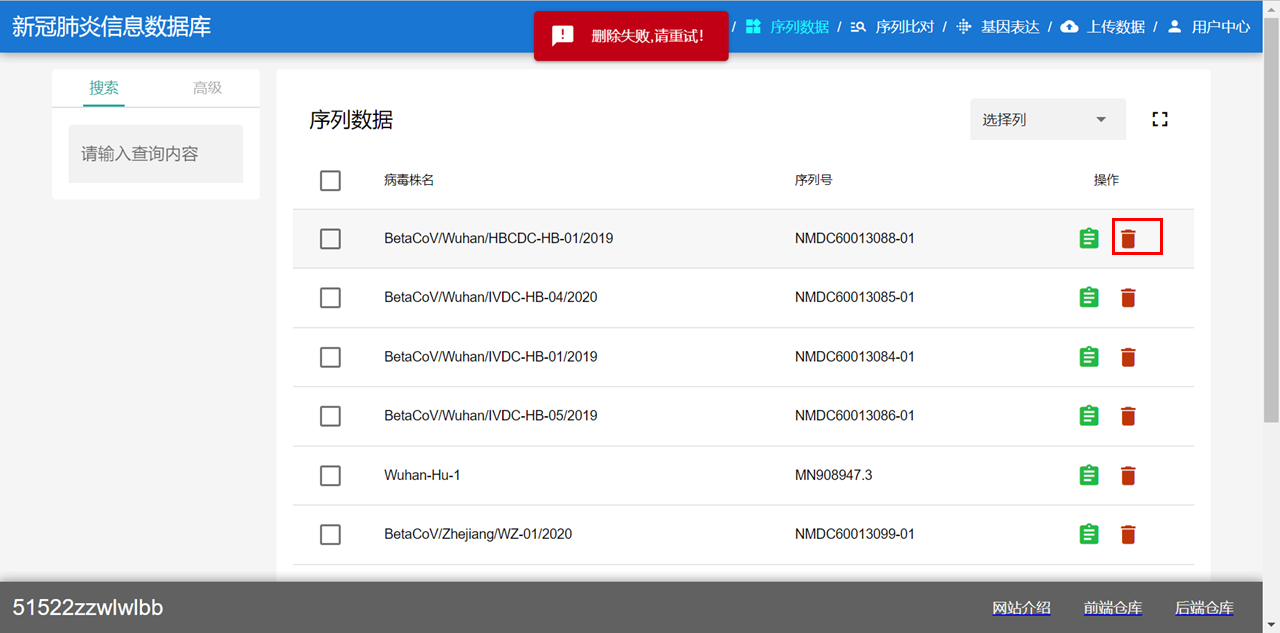 新冠肺炎信息数据库
删除失败,请重试!
/ 序列数据 / 序列比对 / 基因表达 / 上传数据 / 用户中心
搜索 高级
请输入查询内容
序列数据
选择列
病毒株名 序列号 操作
BetaCoV/Wuhan/HBCDC-HB-01/2019 NMDC60013088-01
BetaCoV/Wuhan/IVDC-HB-04/2020 NMDC60013085-01
BetaCoV/Wuhan/IVDC-HB-01/2019 NMDC60013084-01
BetaCoV/Wuhan/IVDC-HB-05/2019 NMDC60013086-01
Wuhan-Hu-1 MN908947.3
BetaCoV/Zhejiang/WZ-01/2020 NMDC60013099-01
51522zzwlwlbb
网站介绍 前端仓库 后端仓库